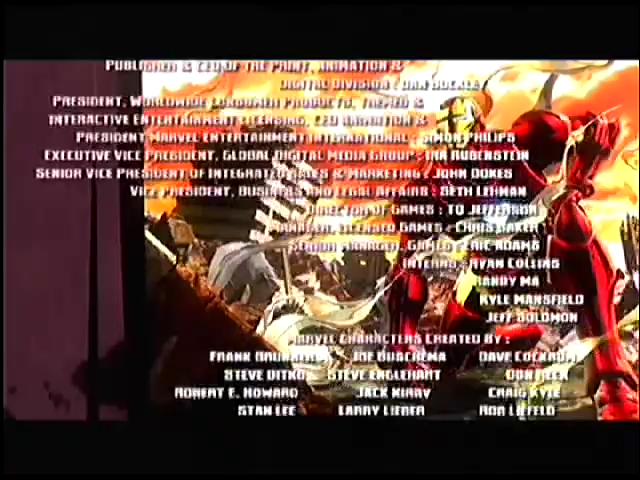 Publisher & CEO of the Print, Animation &
Digital Division : Dan Buckley
President, Worldwide Consumer Products, Themed &
Interactive Entertainment Licensing, CEO Animation &
President Marvel Entertainment International : Simon Philips
Executive Vice President, Global Digital Media Group : Ira Rubenstein
Senior Vice President of Integrated Sales & Marketing : John Dokes
Vice President, Business and Legal Affairs : Seth Lehman
Director of Games : TQ Jefferson
Manager, Licensed Games : Chris Baker
Senior Manager, Games : Eric Adams
Interns : Ryan Collins
Randy Ma
Kyle Mansfield
Jeff Solomon
Marvel Characters Created By :
Frank Brunner Joe Buschema Dave Cockrum
Steve Ditko Steve Englehart Don Heck
Robert E. Howard Jack Kirby Craig Kyle
Stan Lee Larry Lieber Rob Liefeld